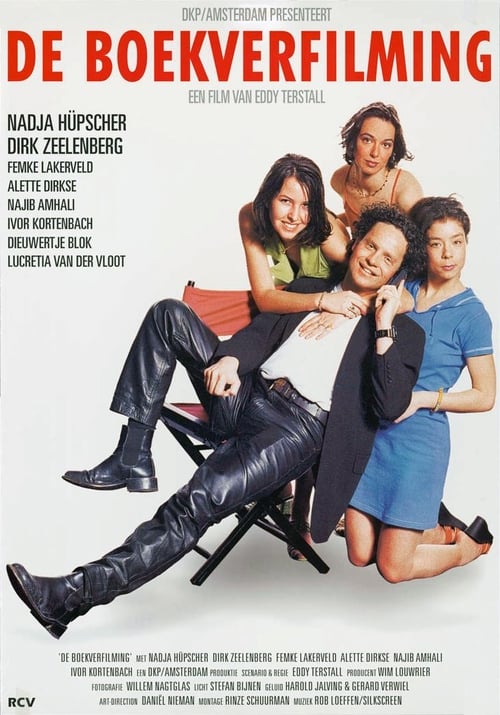 DKP/AMSTERDAM PRESENTEERT
DE BOEKVERFILMING
EEN FILM VAN EDDY TERSTALL
NADJA HÜPSCHER
DIRK ZEELENBERG
FEMKE LAKERVELD
ALETTE DIRKSE
NAJIB AMHALI
IVOR KORTENBACH
DIEUWERTJE BLOK
LUCRETIA VAN DER VLOOT
'DE BOEKVERFILMING' MET NADJA HÜPSCHER DIRK ZEELENBERG FEMKE LAKERVELD ALETTE DIRKSE NAJIB AMHALI
IVOR KORTENBACH EEN DKP/AMSTERDAM PRODUKTIE SCENARIO & REGIE EDDY TERSTALL PRODUCENT WIM LOUWRIER
FOTOGRAFIE WILLEM NAGTGLAS LICHT STEFAN BIJNEN GELUID HAROLD JALVING & GERARD VERWIEL
ART-DIRECTION DANIËL NIEMAN MONTAGE RINZE SCHUURMAN MUZIEK ROB LOEFFEN/SILKSCREEN
RCV